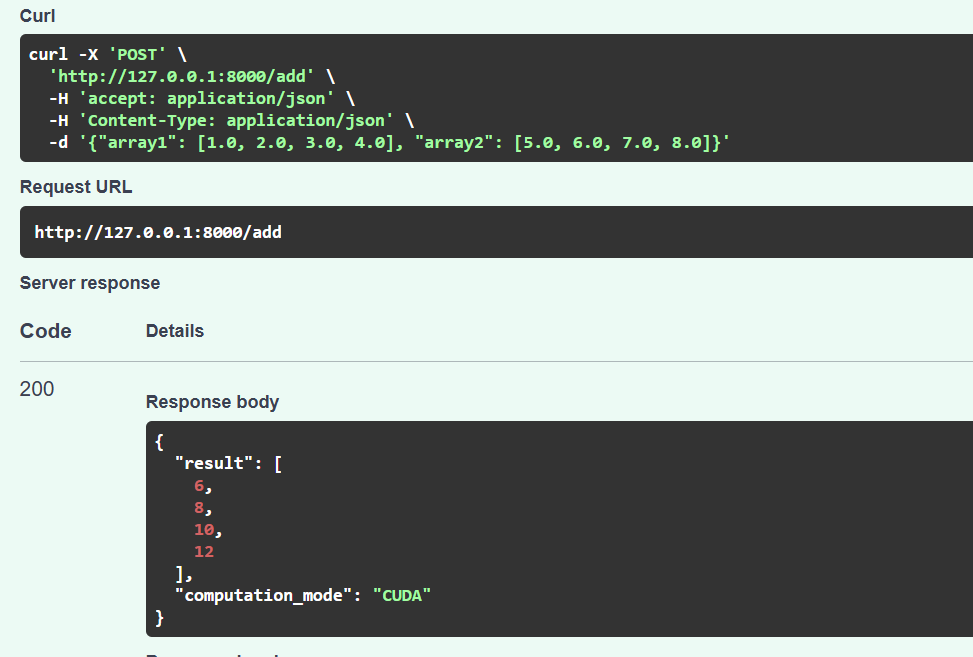 Curl
curl -X 'POST' \
  'http://127.0.0.1:8000/add' \
  -H 'accept: application/json' \
  -H 'Content-Type: application/json' \
  -d '{"array1": [1.0, 2.0, 3.0, 4.0], "array2": [5.0, 6.0, 7.0, 8.0]}'
Request URL
http://127.0.0.1:8000/add
Server response
Code Details
200
Response body
{
  "result": [
    6,
    8,
    10,
    12
  ],
  "computation_mode": "CUDA"
}